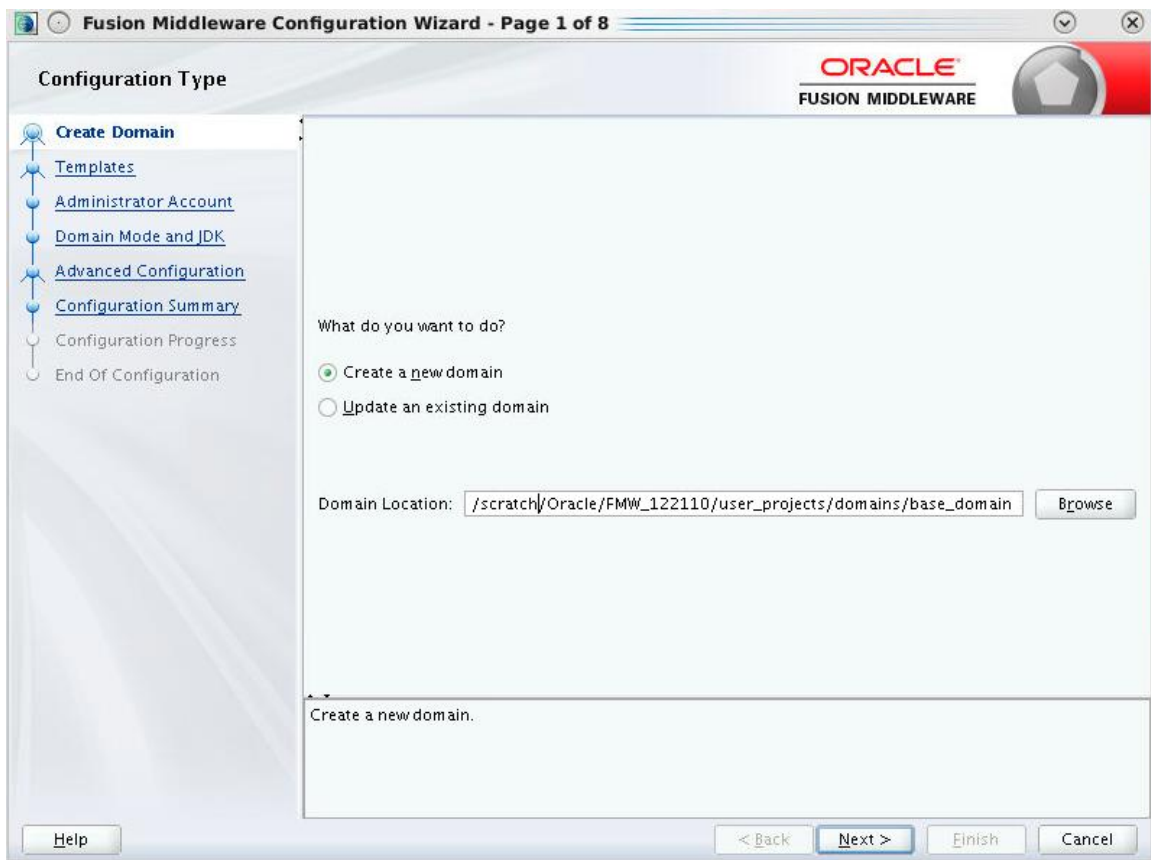 Fusion Middleware Configuration Wizard - Page 1 of 8
Configuration Type
ORACLE
FUSION MIDDLEWARE
Create Domain
Templates
Administrator Account
Domain Mode and JDK
Advanced Configuration
Configuration Summary
Configuration Progress
End Of Configuration
What do you want to do?
Create a new domain
Update an existing domain
Domain Location: /scratch/Oracle/FMW_122110/user_projects/domains/base_domain Browse
Create a new domain.
Help < Back Next > Finish Cancel